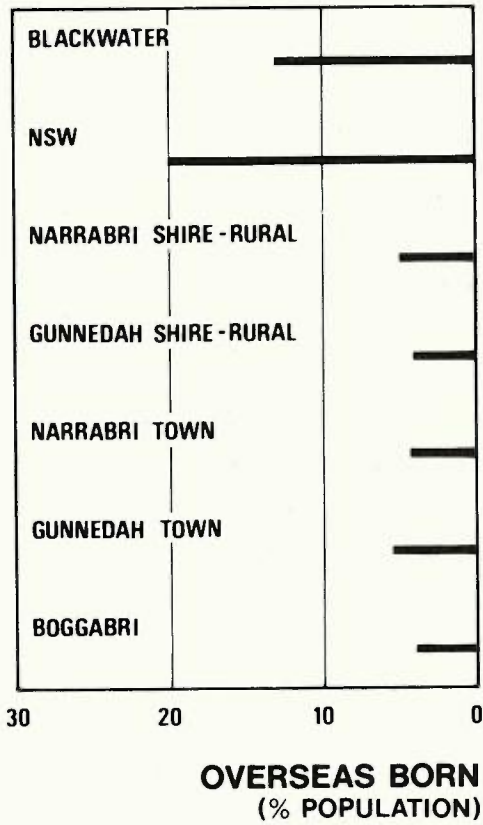 BLACKWATER
NSW
NARRABRI SHIRE-RURAL
GUNNEDAH SHIRE-RURAL
NARRABRI TOWN
GUNNEDAH TOWN
BOGGABRI
30 20 10 0
OVERSEAS BORN
(% POPULATION)